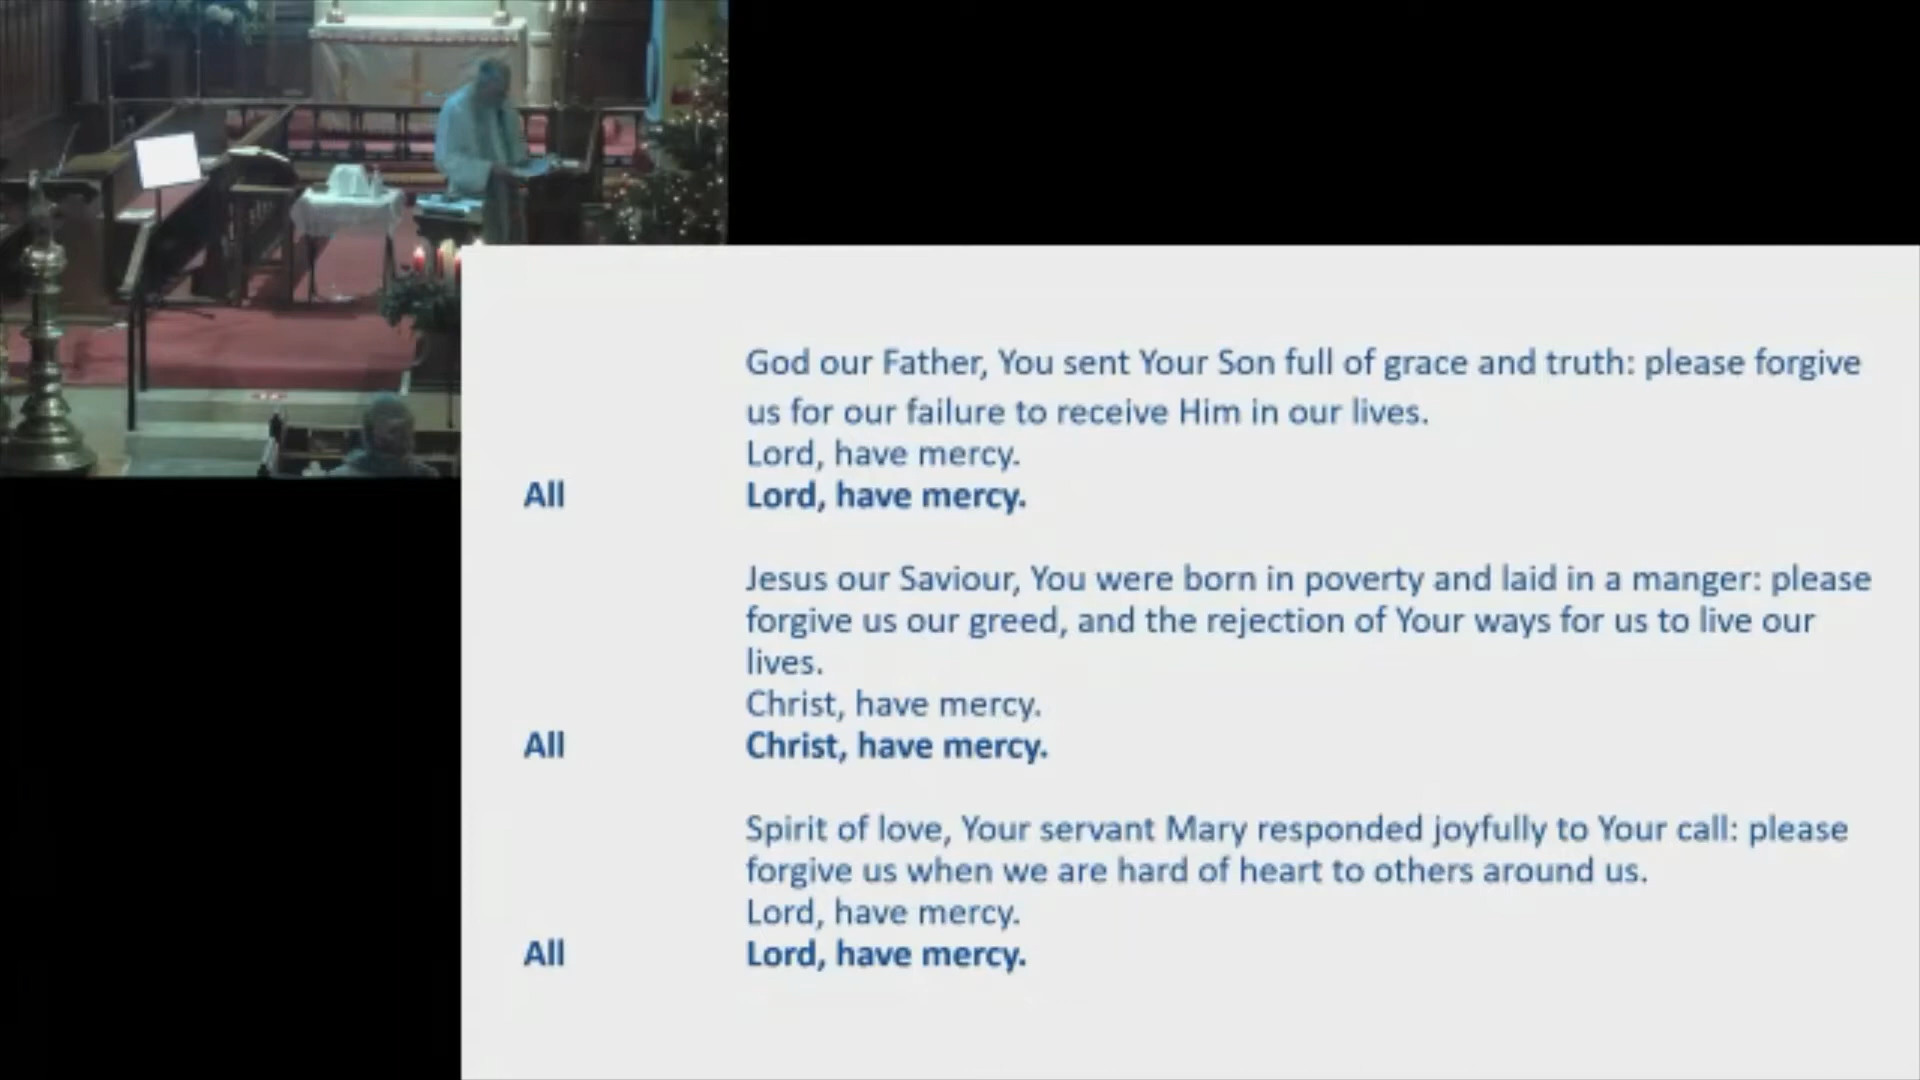 God our Father, You sent Your Son full of grace and truth: please forgive
us for our failure to receive Him in our lives.
Lord, have mercy.
All Lord, have mercy.
Jesus our Saviour, You were born in poverty and laid in a manger: please
forgive us our greed, and the rejection of Your ways for us to live our
lives.
Christ, have mercy.
All Christ, have mercy.
Spirit of love, Your servant Mary responded joyfully to Your call: please
forgive us when we are hard of heart to others around us.
Lord, have mercy.
All Lord, have mercy.